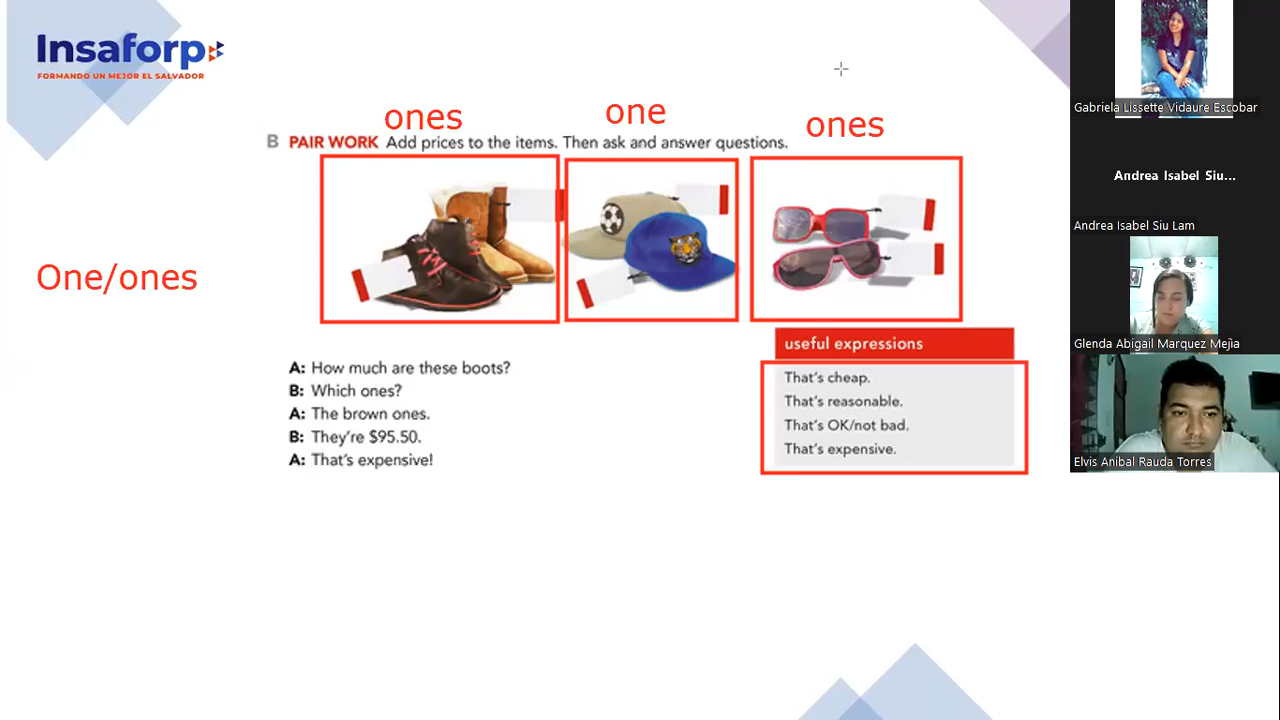 Insaforp
FORMANDO UN MEJOR EL SALVADOR
ones
one
ones
B PAIR WORK Add prices to the items. Then ask and answer questions.
One/ones
A: How much are these boots?
B: Which ones?
A: The brown ones.
B: They're $95.50.
A: That's expensive!
useful expressions
That's cheap.
That's reasonable.
That's OK/not bad.
That's expensive.
Gabriela Lissette Vidaure Escobar
Andrea Isabel Siu...
Andrea Isabel Siu Lam
Glenda Abigail Marquez Mejia
Elvis Anibal Rauda Torres